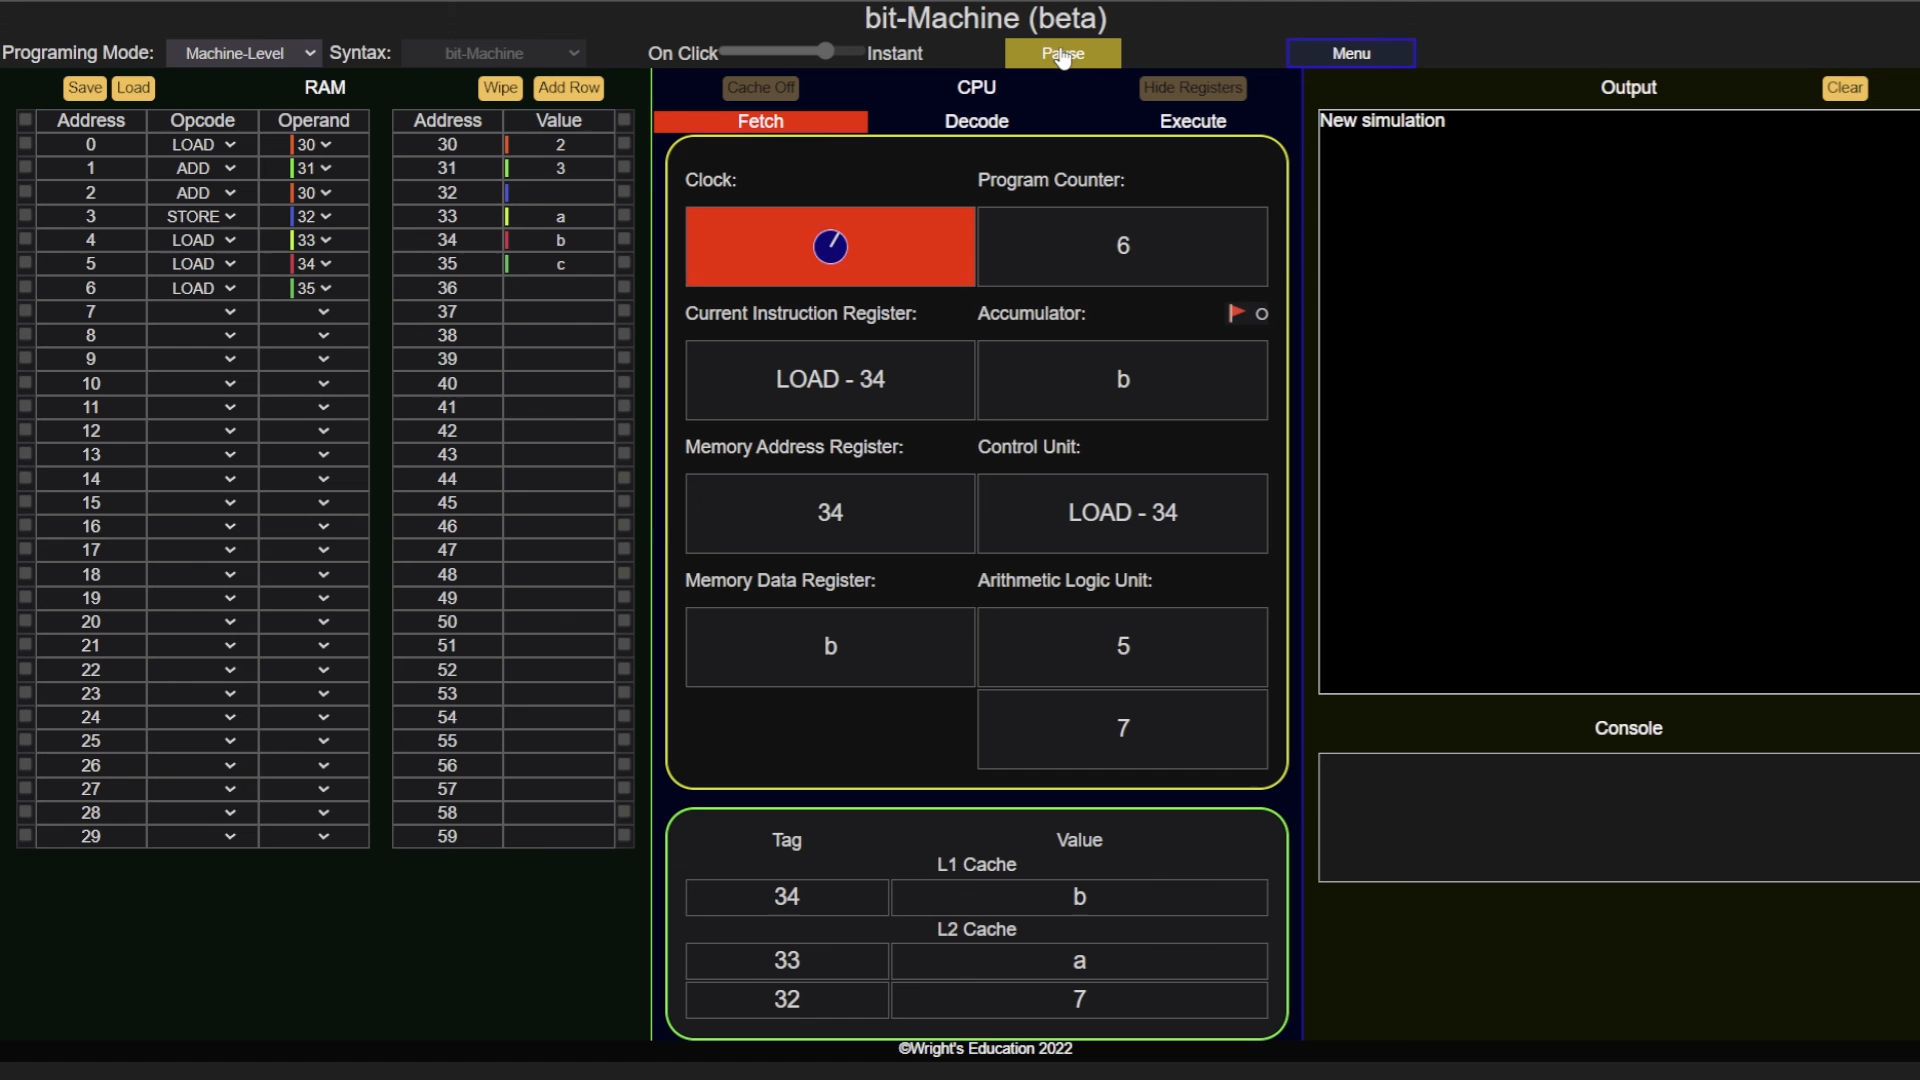 bit-Machine (beta)
Programing Mode: Machine-Level Syntax: bit-Machine On Click Instant Pause Menu
Save Load RAM Wipe Add Row Cache Off CPU Hide Registers Output Clear
Address Opcode Operand Address Value Fetch Decode Execute New simulation
0 LOAD 30 30 2
1 ADD 31 31 3
2 ADD 30 32
3 STORE 32 33 a
4 LOAD 33 34 b
5 LOAD 34 35 c
6 LOAD 35 36
7 37
8 38
9 39
10 40
11 41
12 42
13 43
14 44
15 45
16 46
17 47
18 48
19 49
20 50
21 51
22 52
23 53
24 54
25 55
26 56
27 57
28 58
29 59
Clock: Program Counter:
6
Current Instruction Register: Accumulator: O
LOAD - 34 b
Memory Address Register: Control Unit:
34 LOAD - 34
Memory Data Register: Arithmetic Logic Unit:
b 5
7
Tag Value
L1 Cache
34 b
L2 Cache
33 a
32 7
Console
©Wright's Education 2022